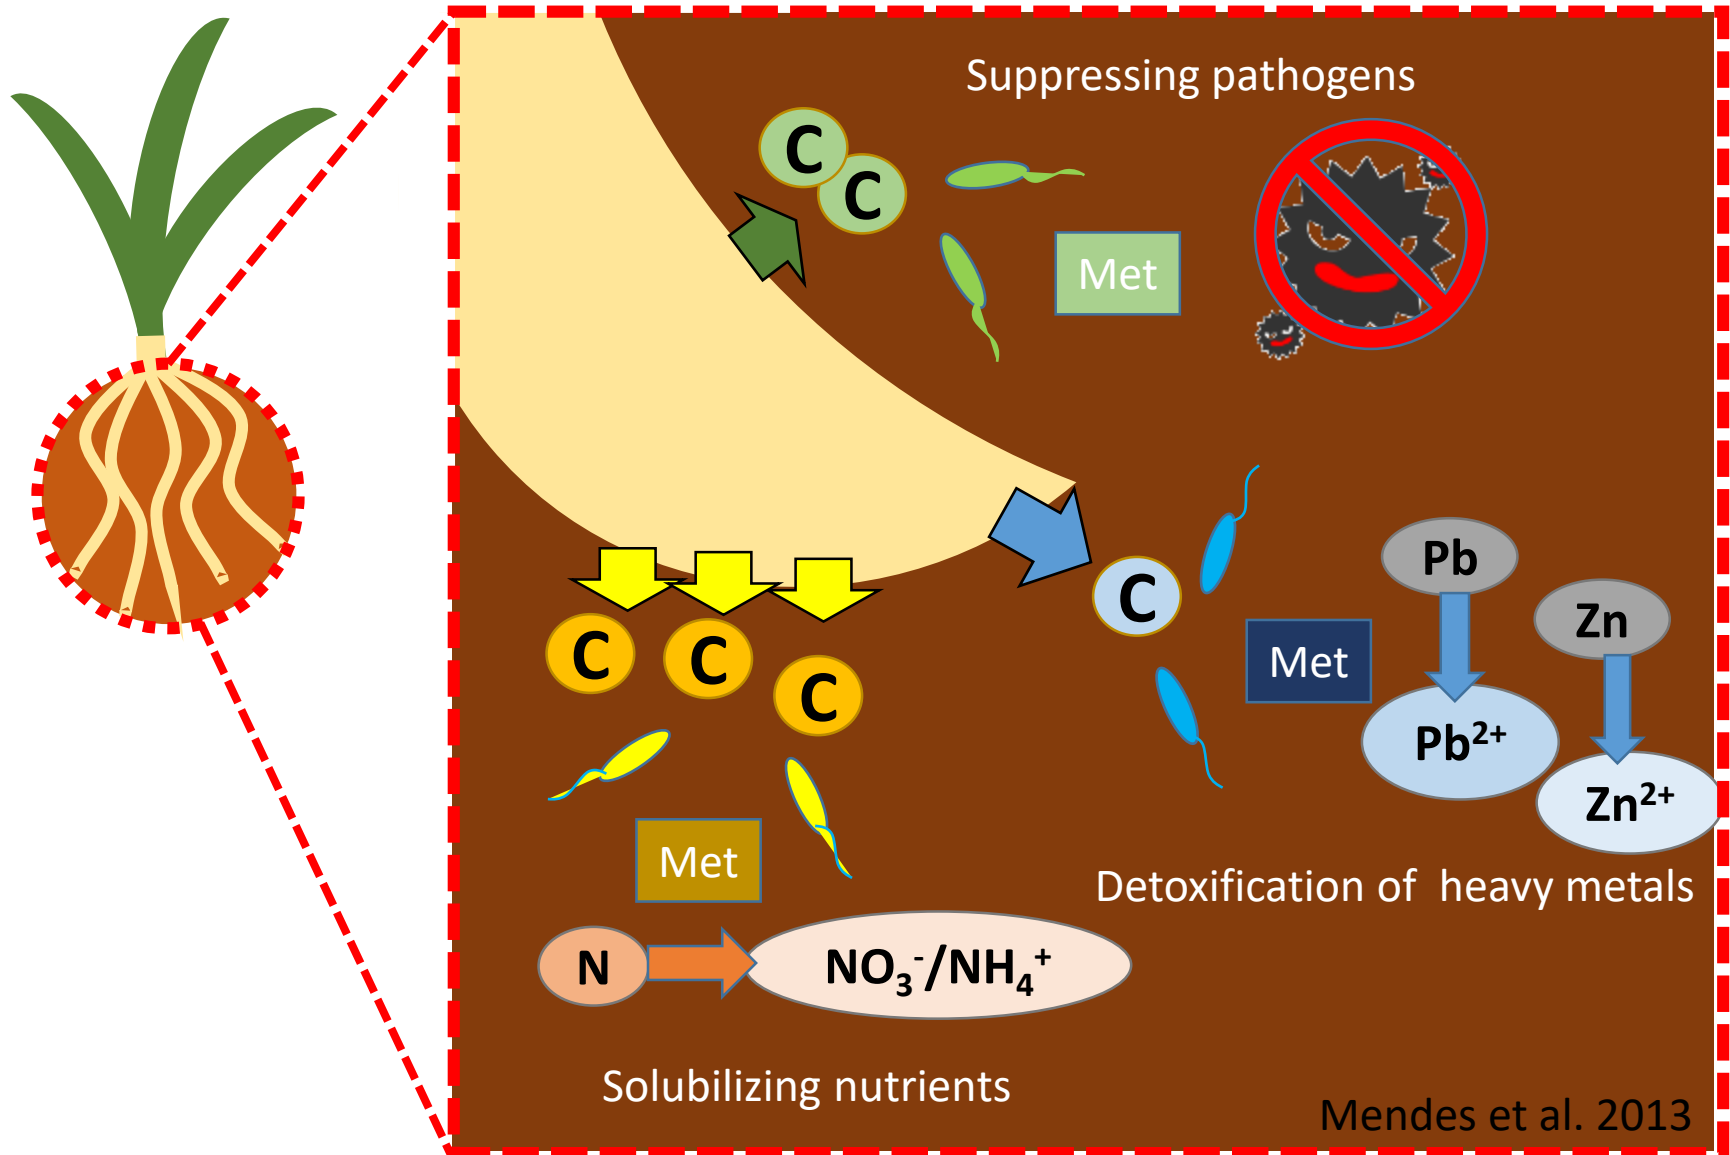 Suppressing pathogens
C
C
Met
C
Pb
Zn
Met
Pb²⁺
Zn²⁺
Detoxification of heavy metals
C
C
C
Met
N
NO₃⁻/NH₄⁺
Solubilizing nutrients
Mendes et al. 2013